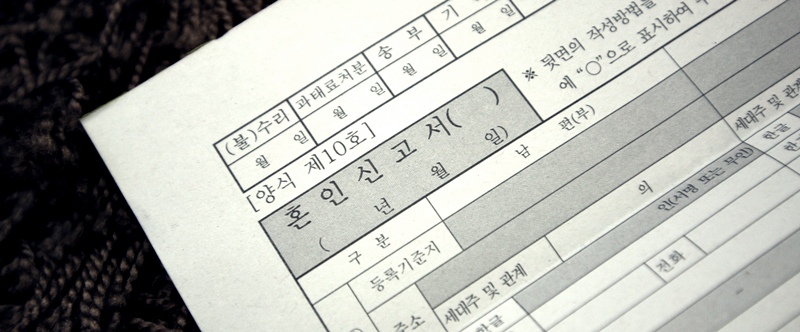 (불)수리 과태료처분 송 부 기
월 일 월 일 월 일 월 일
※ 뒷면의 작성방법을
에 "○"으로 표시하여
[양식 제10호]
혼 인 신 고 서( )
( 년 월 일)
구 분 남 편(부)
등록기준지
주소
세대주 및 관계 의
세대주 및 관계
한글
인(서명 또는 무인) 한글
전화